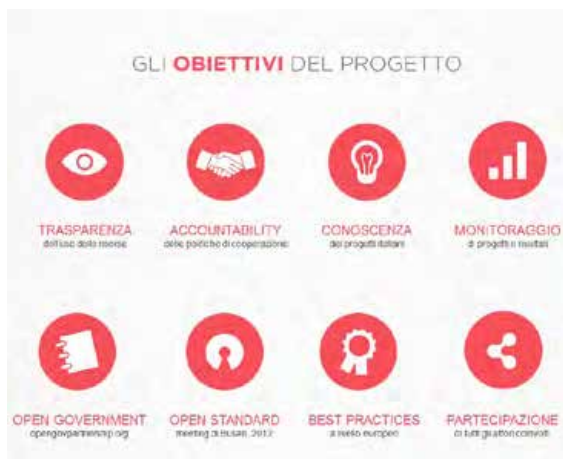 GLI OBIETTIVI DEL PROGETTO
TRASPARENZA
dell'uso delle risorse
ACCOUNTABILITY
delle politiche di cooperazione
CONOSCENZA
dei progetti italiani
MONITORAGGIO
di progetti e risultati
OPEN GOVERNMENT
opengovpartnership.org
OPEN STANDARD
meeting di Busan, 2012
BEST PRACTICES
a livello europeo
PARTECIPAZIONE
di tutti gli attori coinvolti